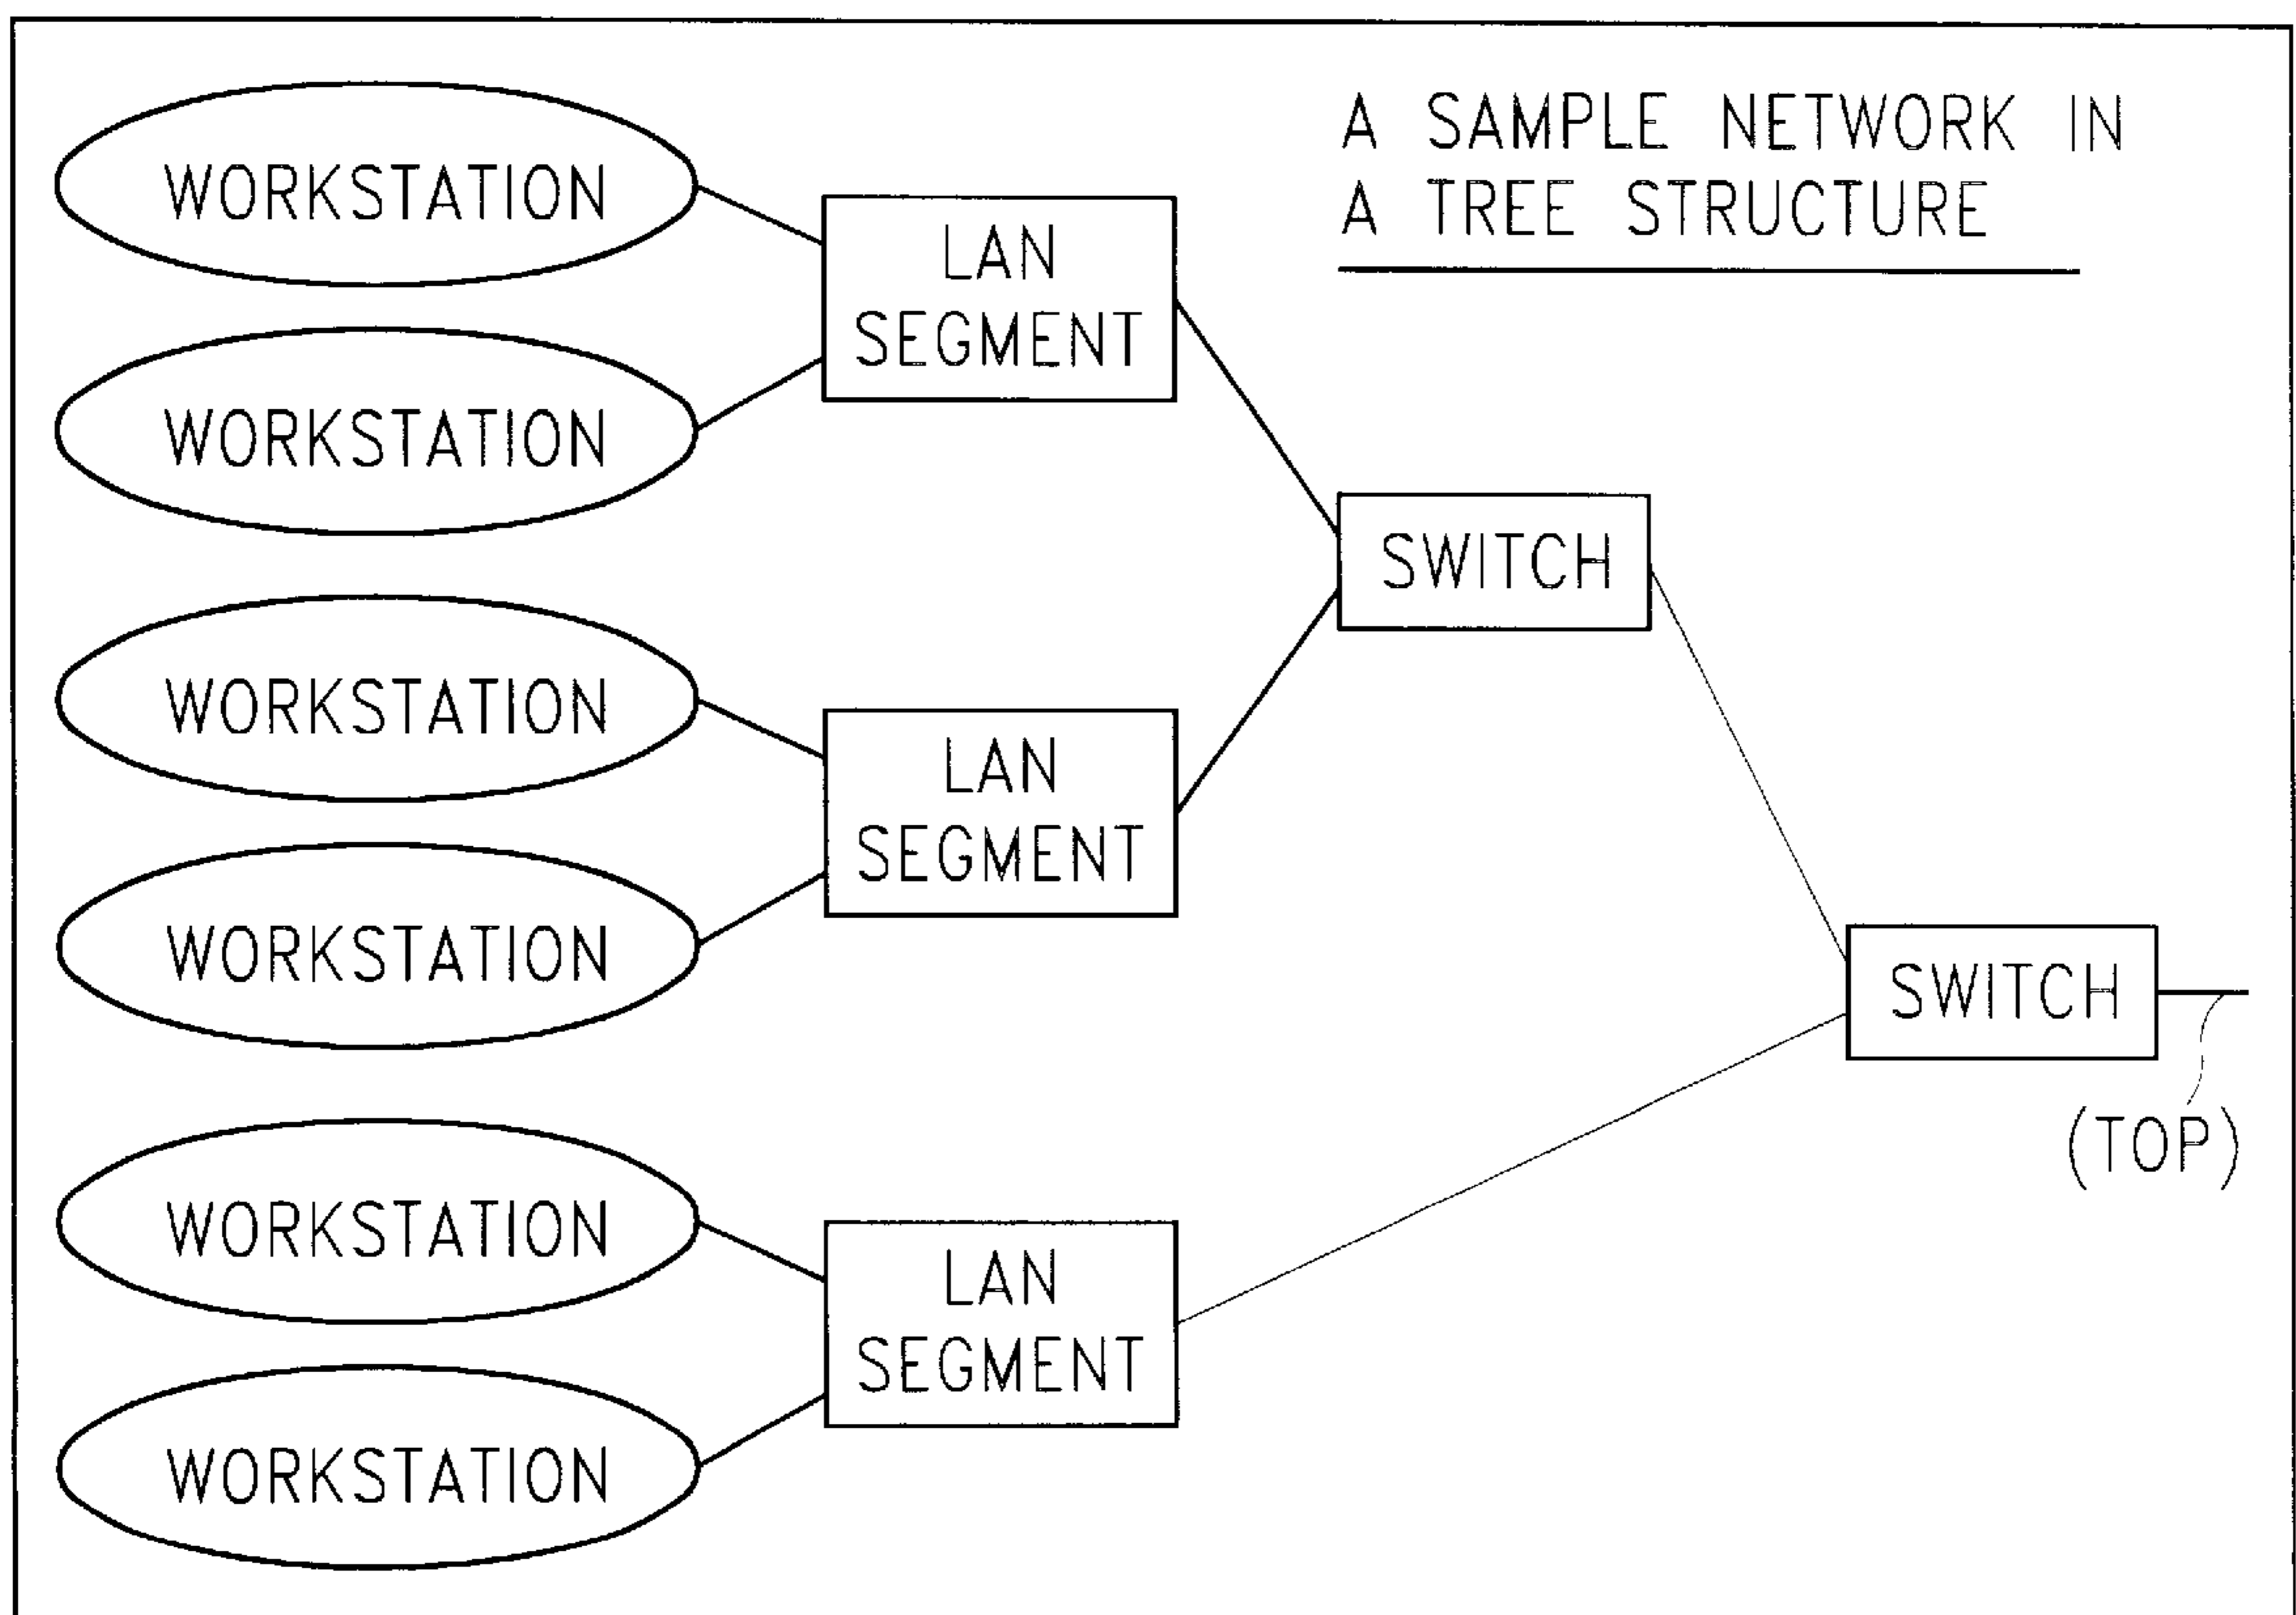 A SAMPLE NETWORK IN
A TREE STRUCTURE
WORKSTATION
WORKSTATION
LAN
SEGMENT
WORKSTATION
WORKSTATION
LAN
SEGMENT
SWITCH
WORKSTATION
WORKSTATION
LAN
SEGMENT
SWITCH
(TOP)